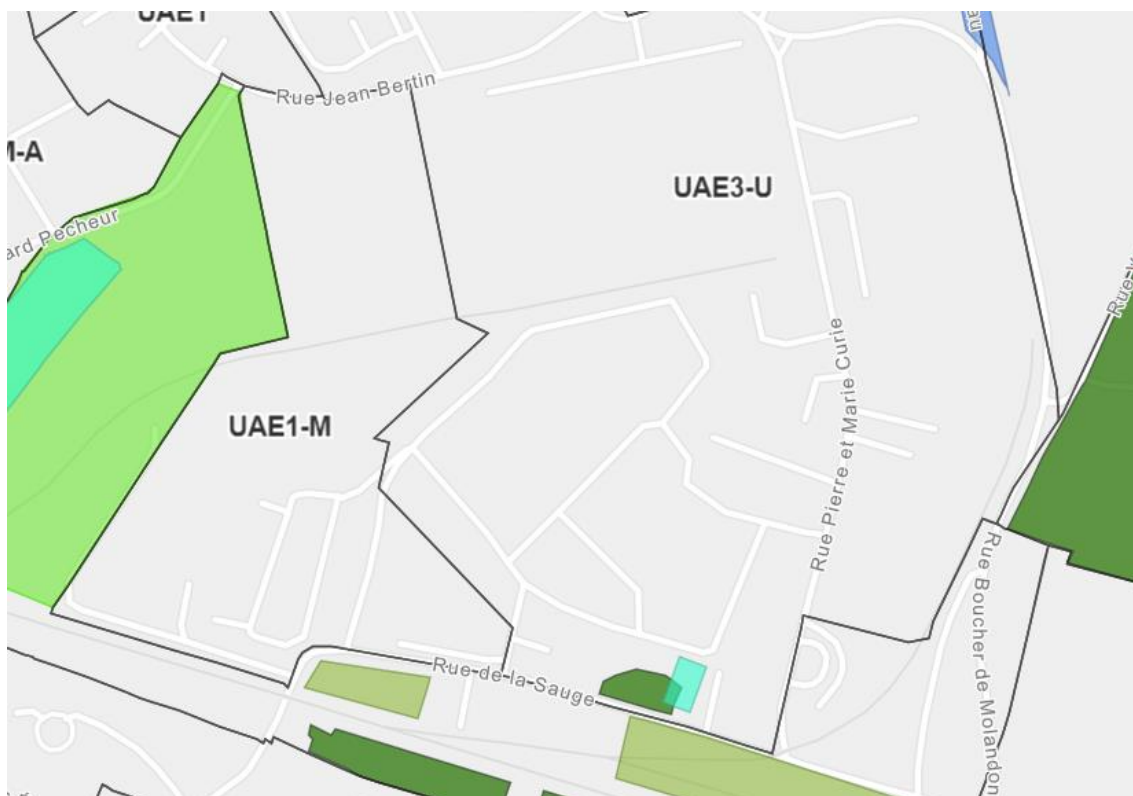 UAE1
Rue Jean Bertin
M-A
UAE3-U
ard Pecheur
Rue Pierre et Marie Curie
UAE1-M
Rue de la Sauge
Rue Boucher de Molandon